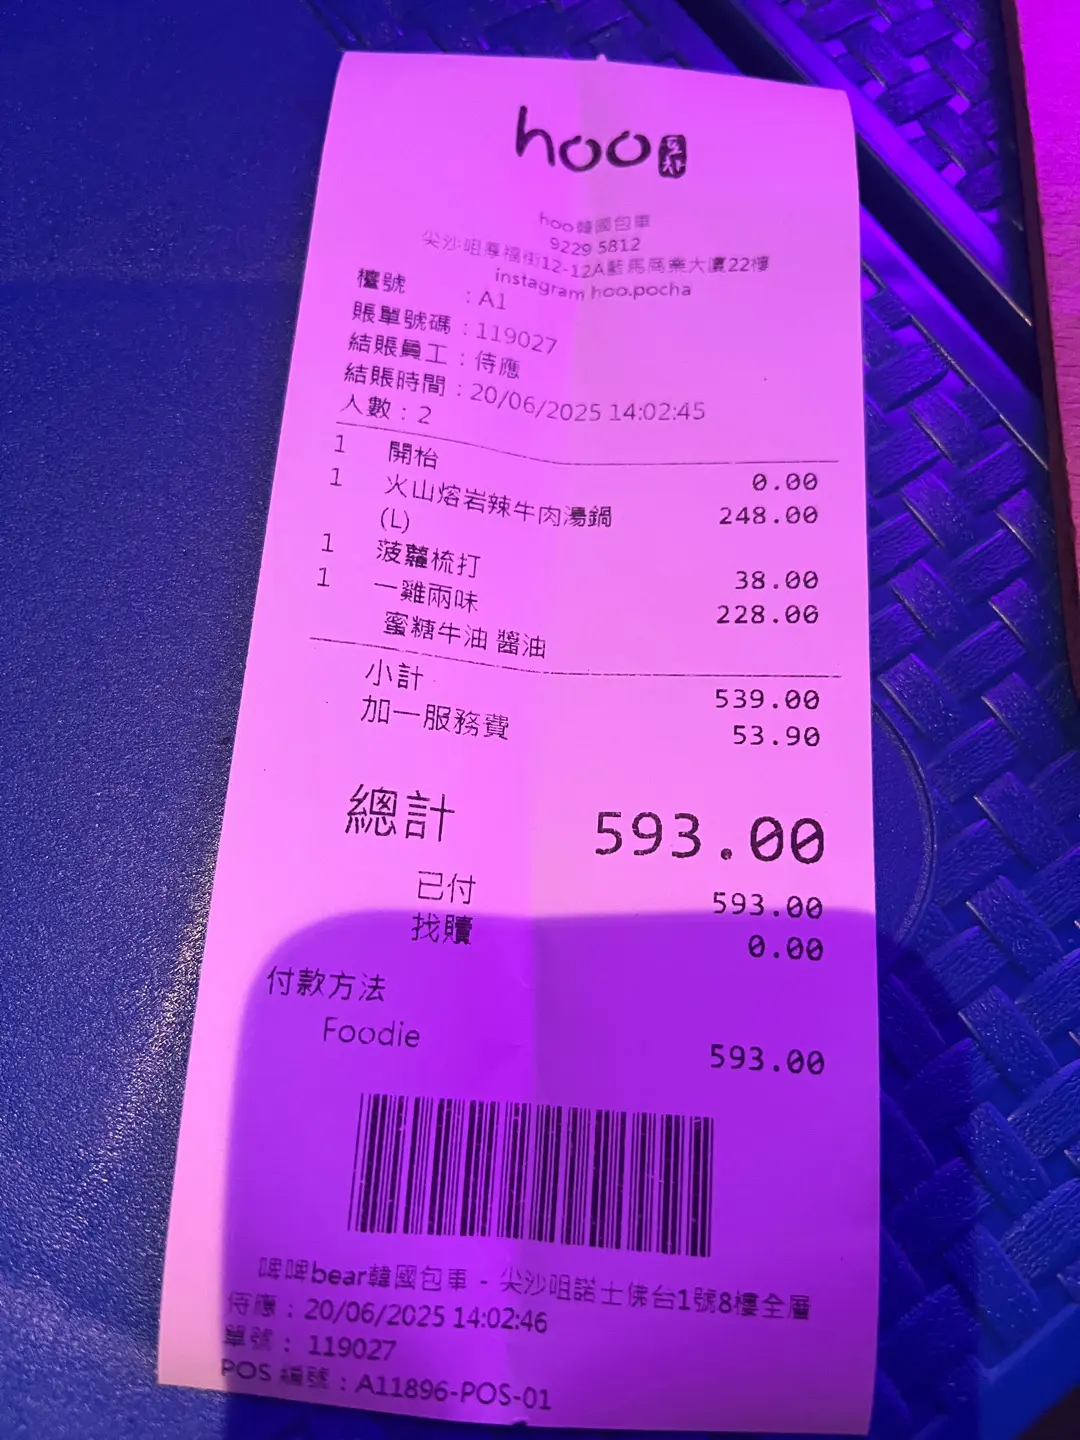 hoo 포차
hoo韓國包車
9229 5812
尖沙咀厚福街12-12A藍馬商業大廈22樓
instagram hoo.pocha
檯號 : A1
賬單號碼 : 119027
結賬員工 : 侍應
結賬時間 : 20/06/2025 14:02:45
人數 : 2
1 開枱 0.00
1 火山熔岩辣牛肉湯鍋 248.00
(L)
1 菠蘿梳打 38.00
1 一雞兩味 228.00
蜜糖牛油 醬油
小計 539.00
加一服務費 53.90
總計 593.00
已付 593.00
找贖 0.00
付款方法
Foodie 593.00
啤啤bear韓國包車 - 尖沙咀諾士佛台1號8樓全層
侍應 : 20/06/2025 14:02:46
單號 : 119027
POS 編號 : A11896-POS-01